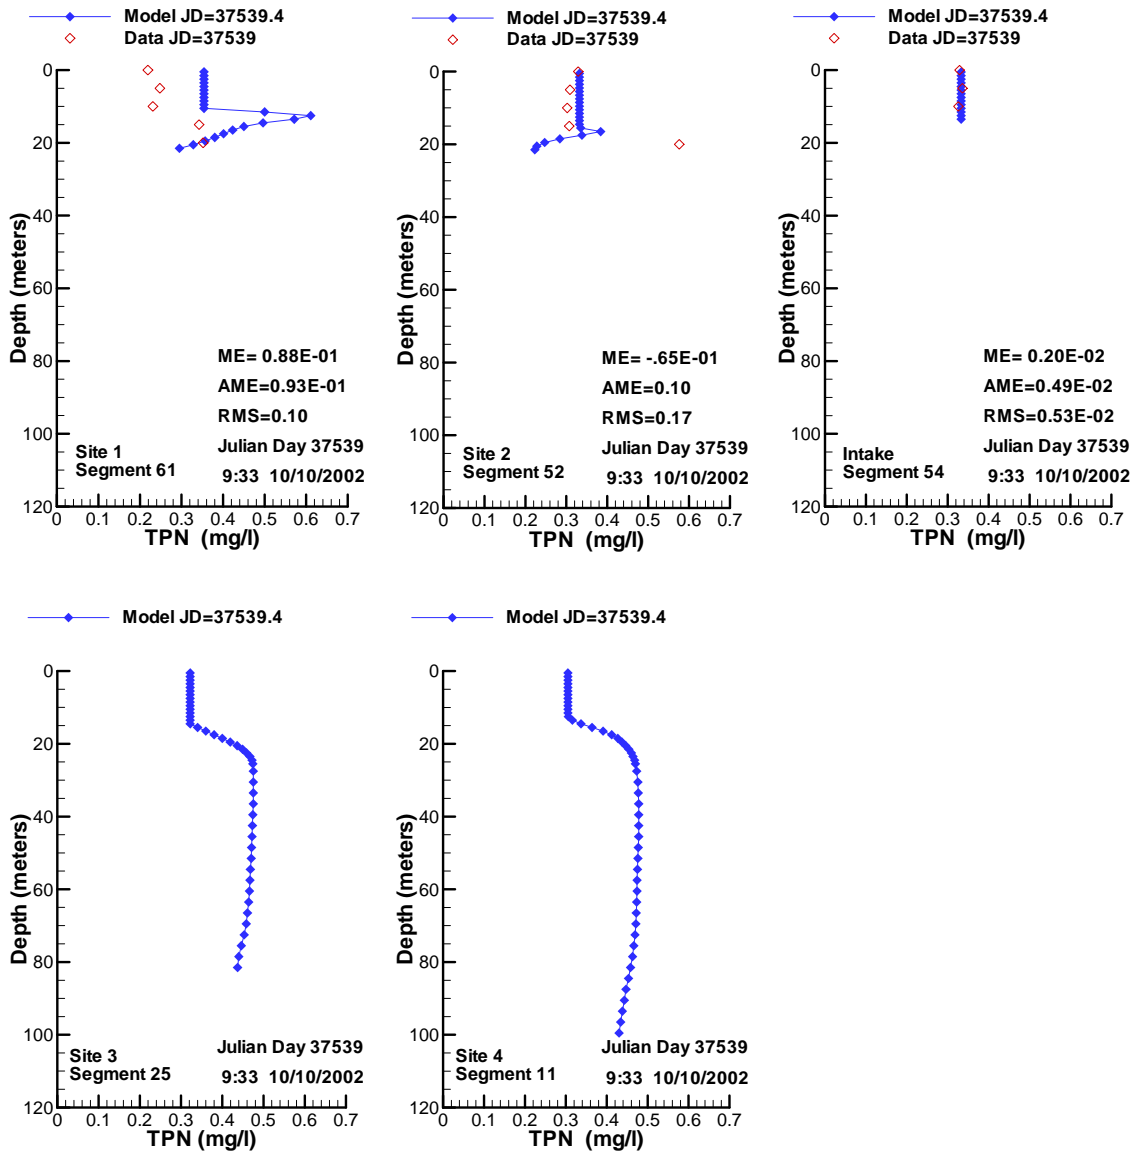 Model JD=37539.4
Data JD=37539
0
20
40
60
80
100
120
Depth (meters)
ME= 0.88E-01
AME=0.93E-01
RMS=0.10
Julian Day 37539
9:33 10/10/2002
Site 1
Segment 61
0 0.1 0.2 0.3 0.4 0.5 0.6 0.7
TPN (mg/l)
Model JD=37539.4
Data JD=37539
0
20
40
60
80
100
120
Depth (meters)
ME= -.65E-01
AME=0.10
RMS=0.17
Julian Day 37539
9:33 10/10/2002
Site 2
Segment 52
0 0.1 0.2 0.3 0.4 0.5 0.6 0.7
TPN (mg/l)
Model JD=37539.4
Data JD=37539
0
20
40
60
80
100
120
Depth (meters)
ME= 0.20E-02
AME=0.49E-02
RMS=0.53E-02
Julian Day 37539
9:33 10/10/2002
Intake
Segment 54
0 0.1 0.2 0.3 0.4 0.5 0.6 0.7
TPN (mg/l)
Model JD=37539.4
0
20
40
60
80
100
120
Depth (meters)
Julian Day 37539
9:33 10/10/2002
Site 3
Segment 25
0 0.1 0.2 0.3 0.4 0.5 0.6 0.7
TPN (mg/l)
Model JD=37539.4
0
20
40
60
80
100
120
Depth (meters)
Julian Day 37539
9:33 10/10/2002
Site 4
Segment 11
0 0.1 0.2 0.3 0.4 0.5 0.6 0.7
TPN (mg/l)